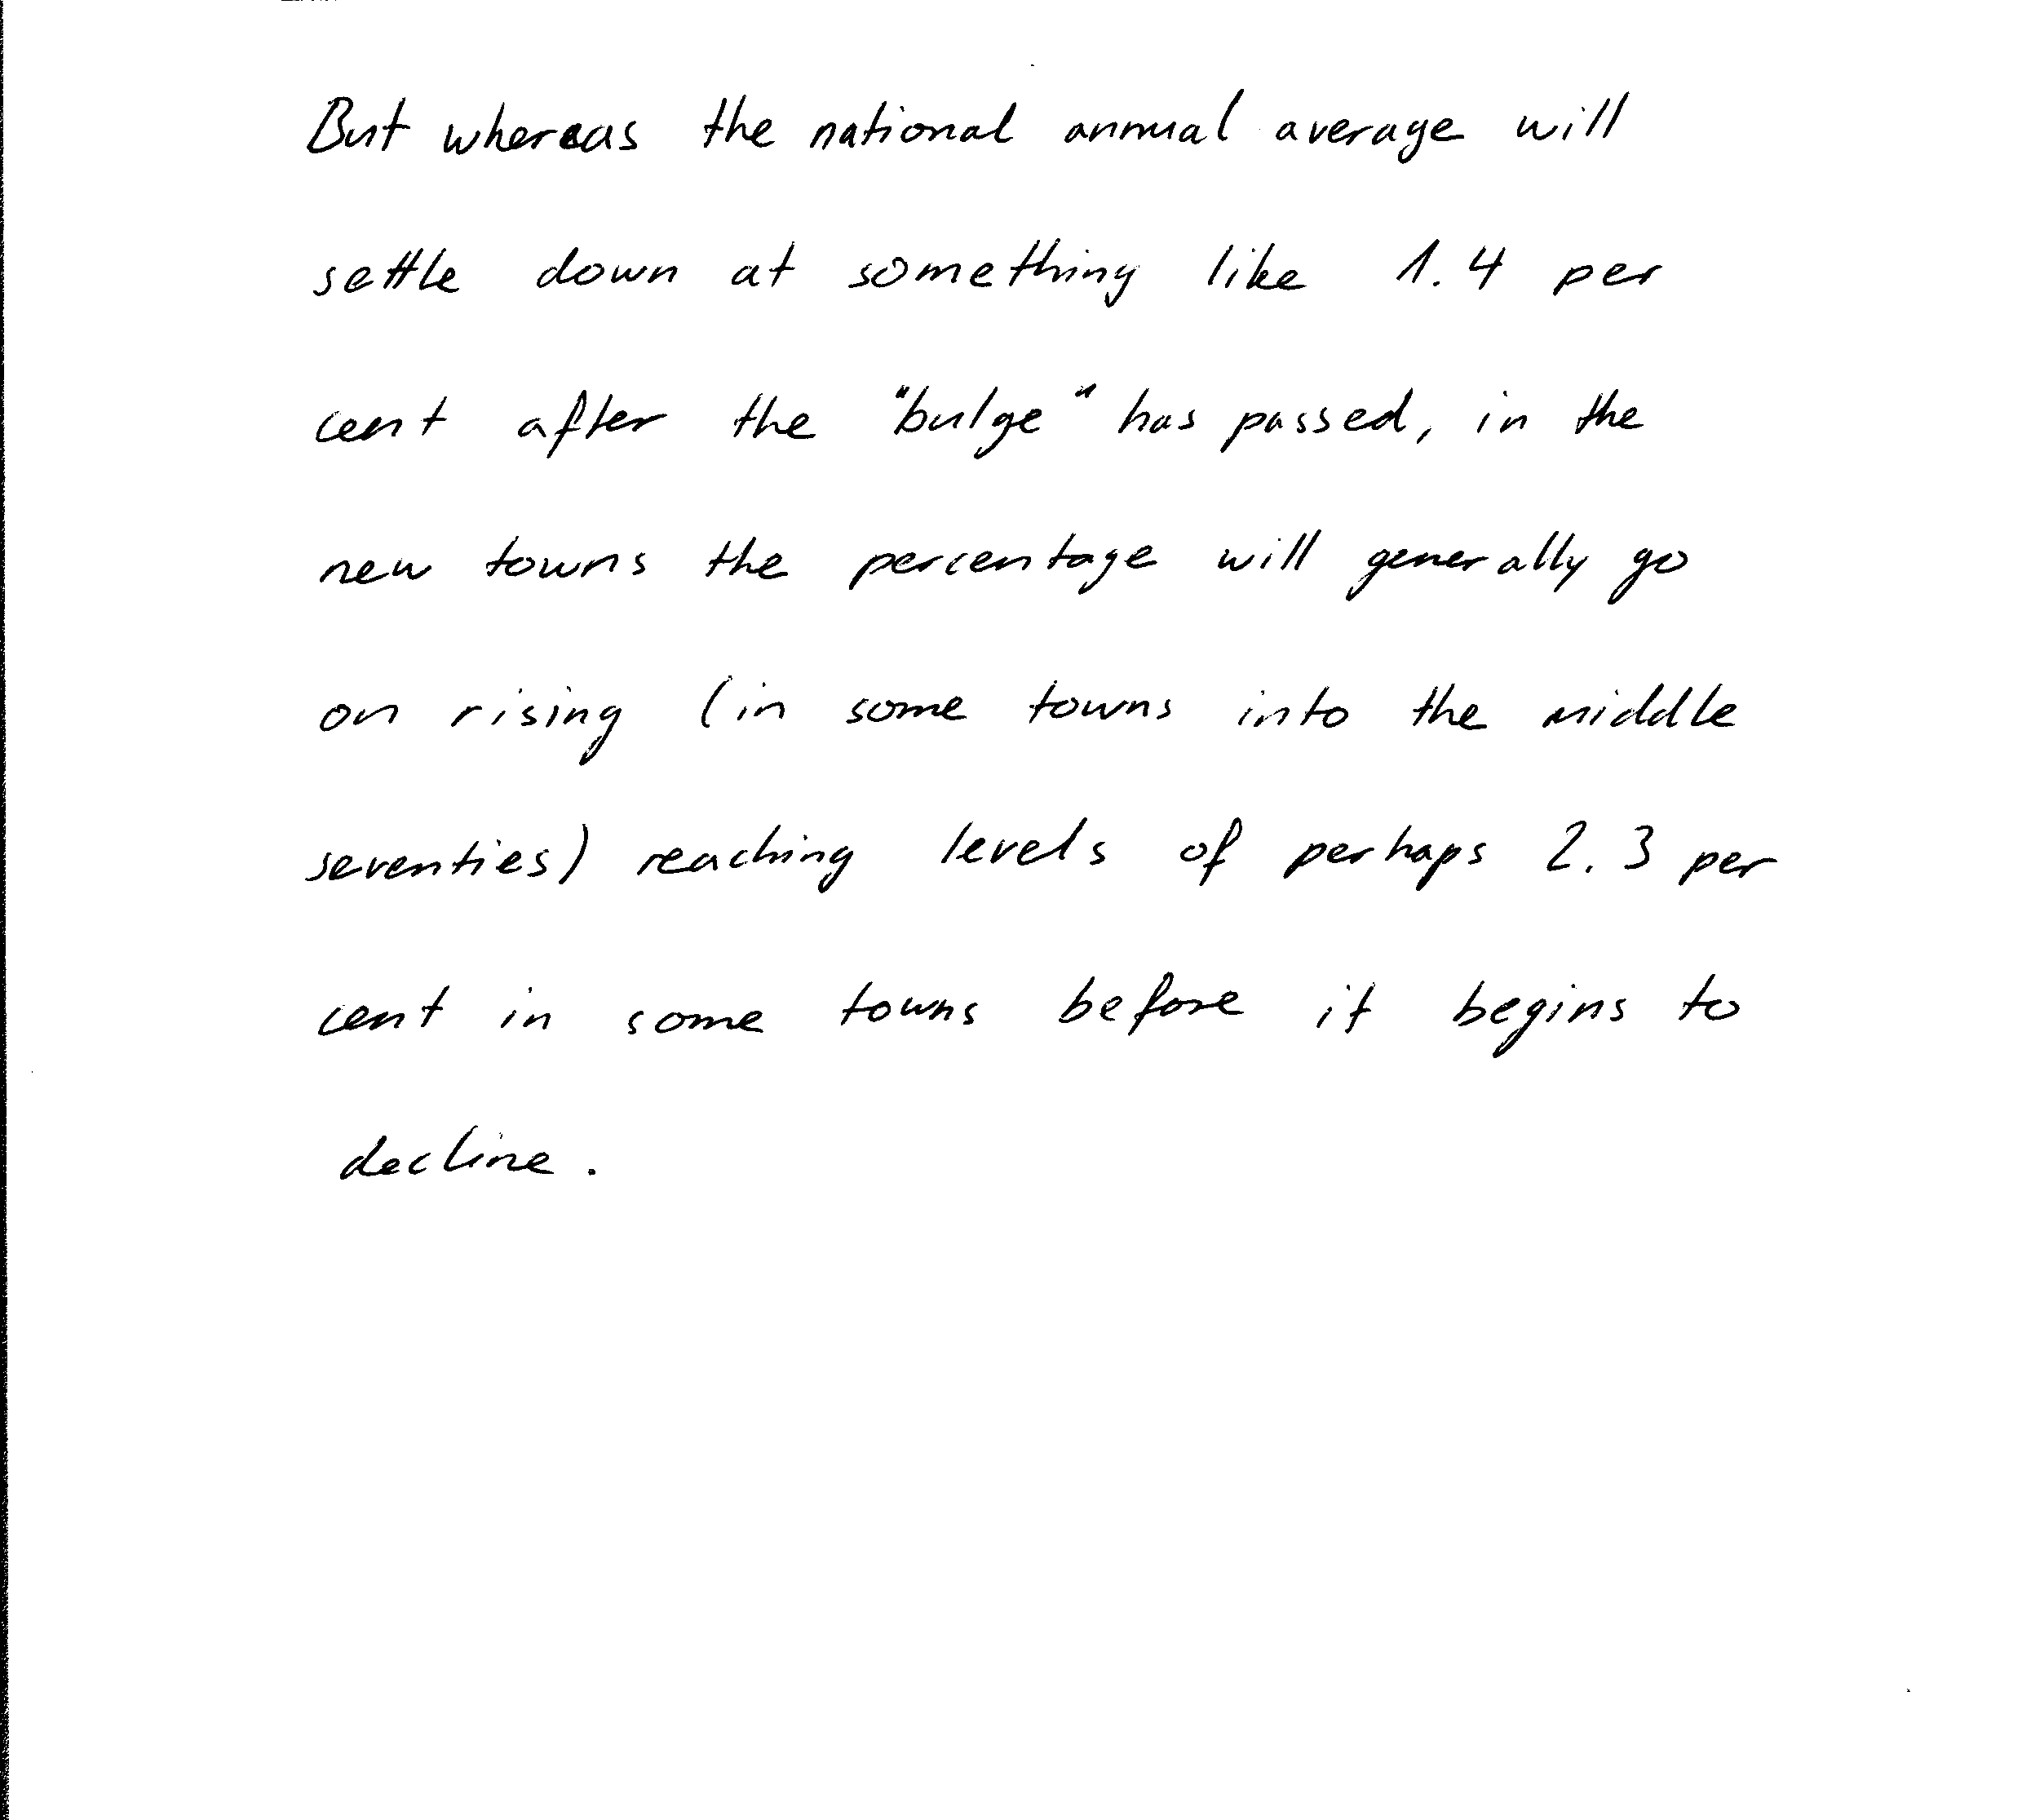 But whereas the national annual average will
settle down at something like 1.4 per
cent after the "bulge" has passed, in the
new towns the percentage will generally go
on rising (in some towns into the middle
seventies) reaching levels of perhaps 2.3 per
cent in some towns before it begins to
decline.